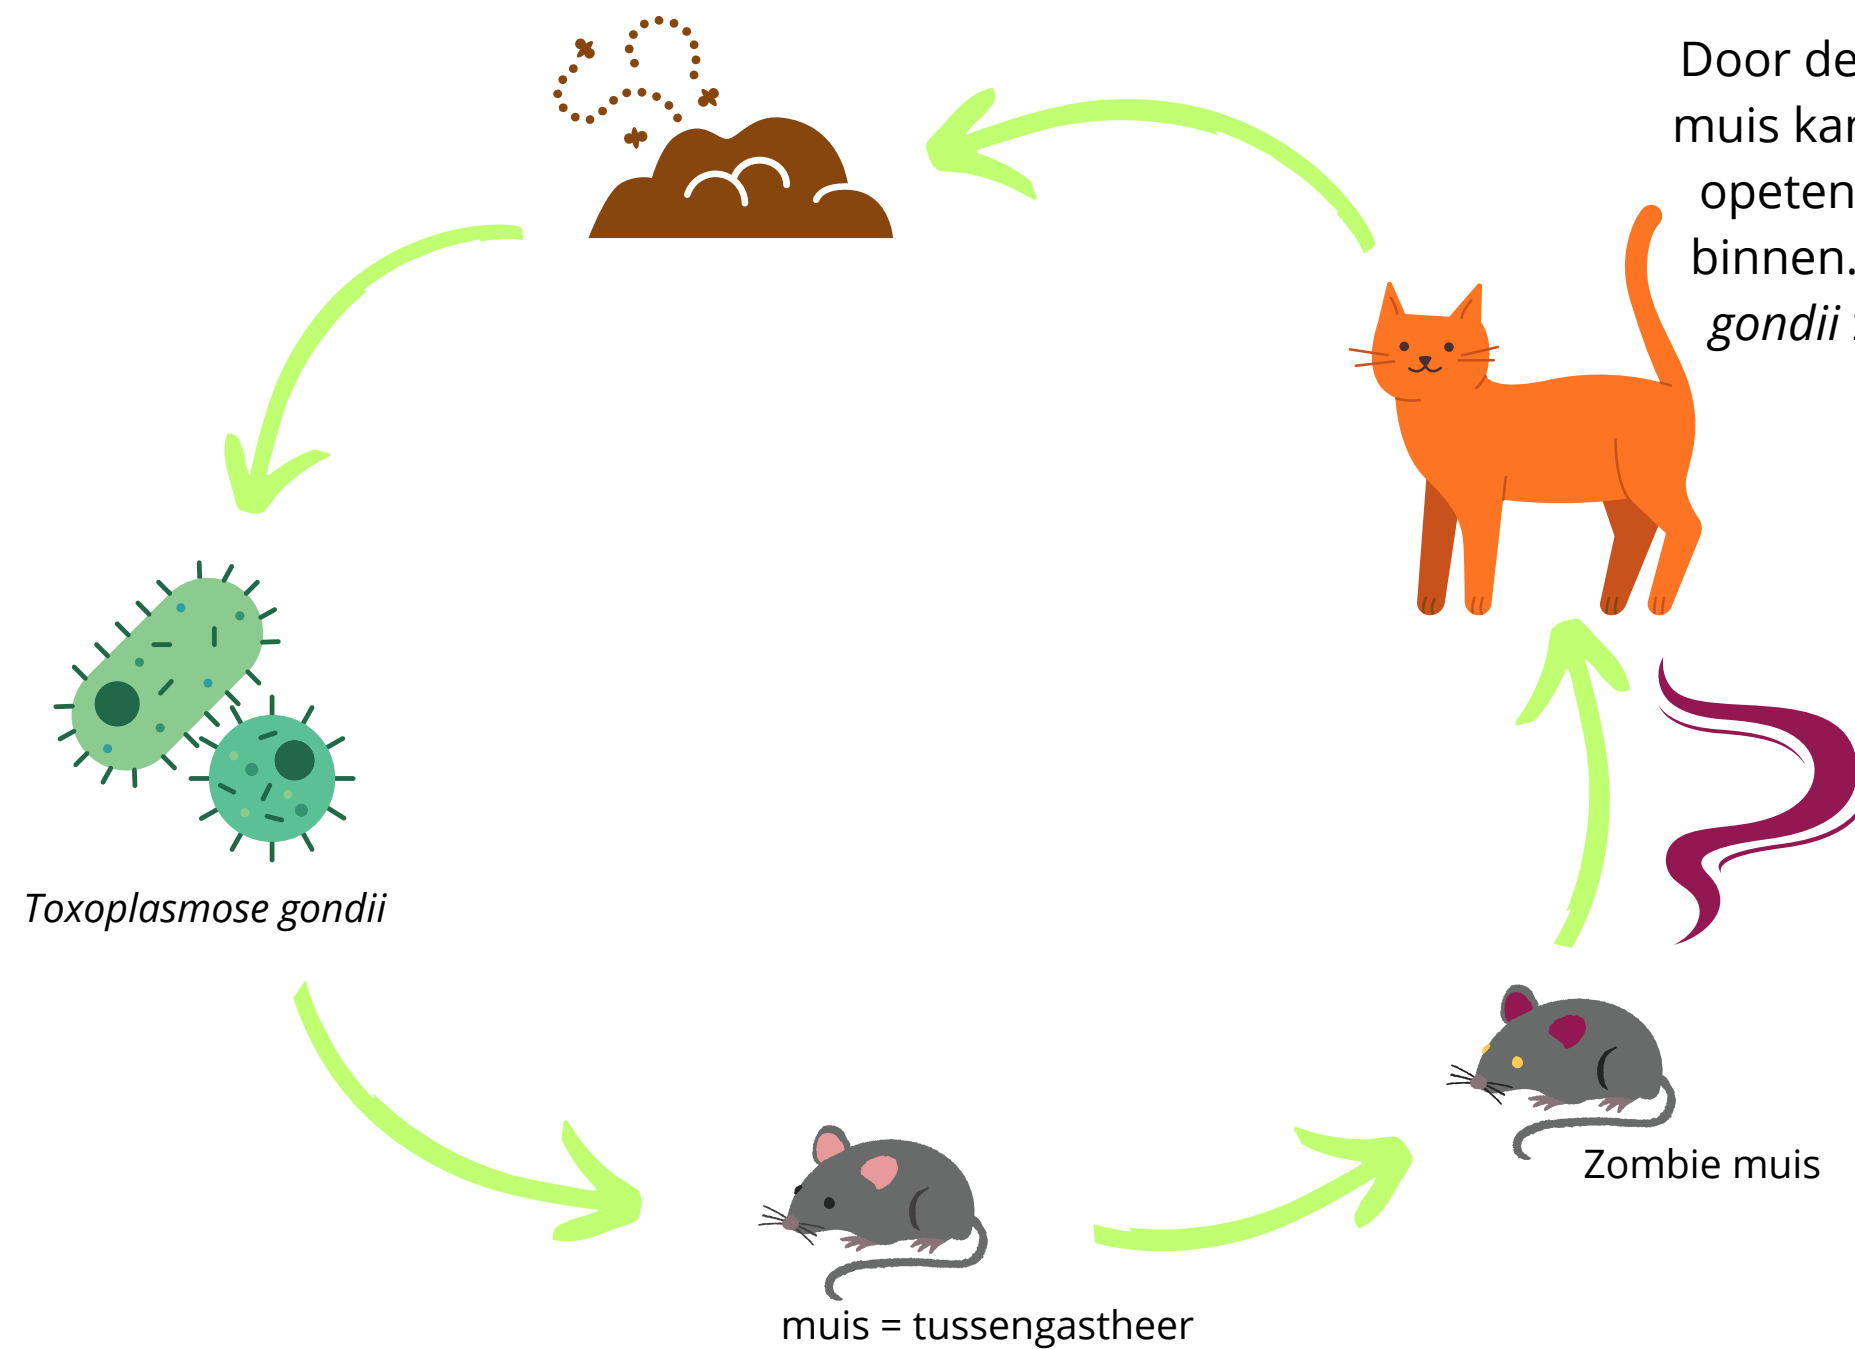 Door de
muis kan
opeten
binnen.
gondii
Toxoplasmose gondii
Zombie muis
muis = tussengastheer